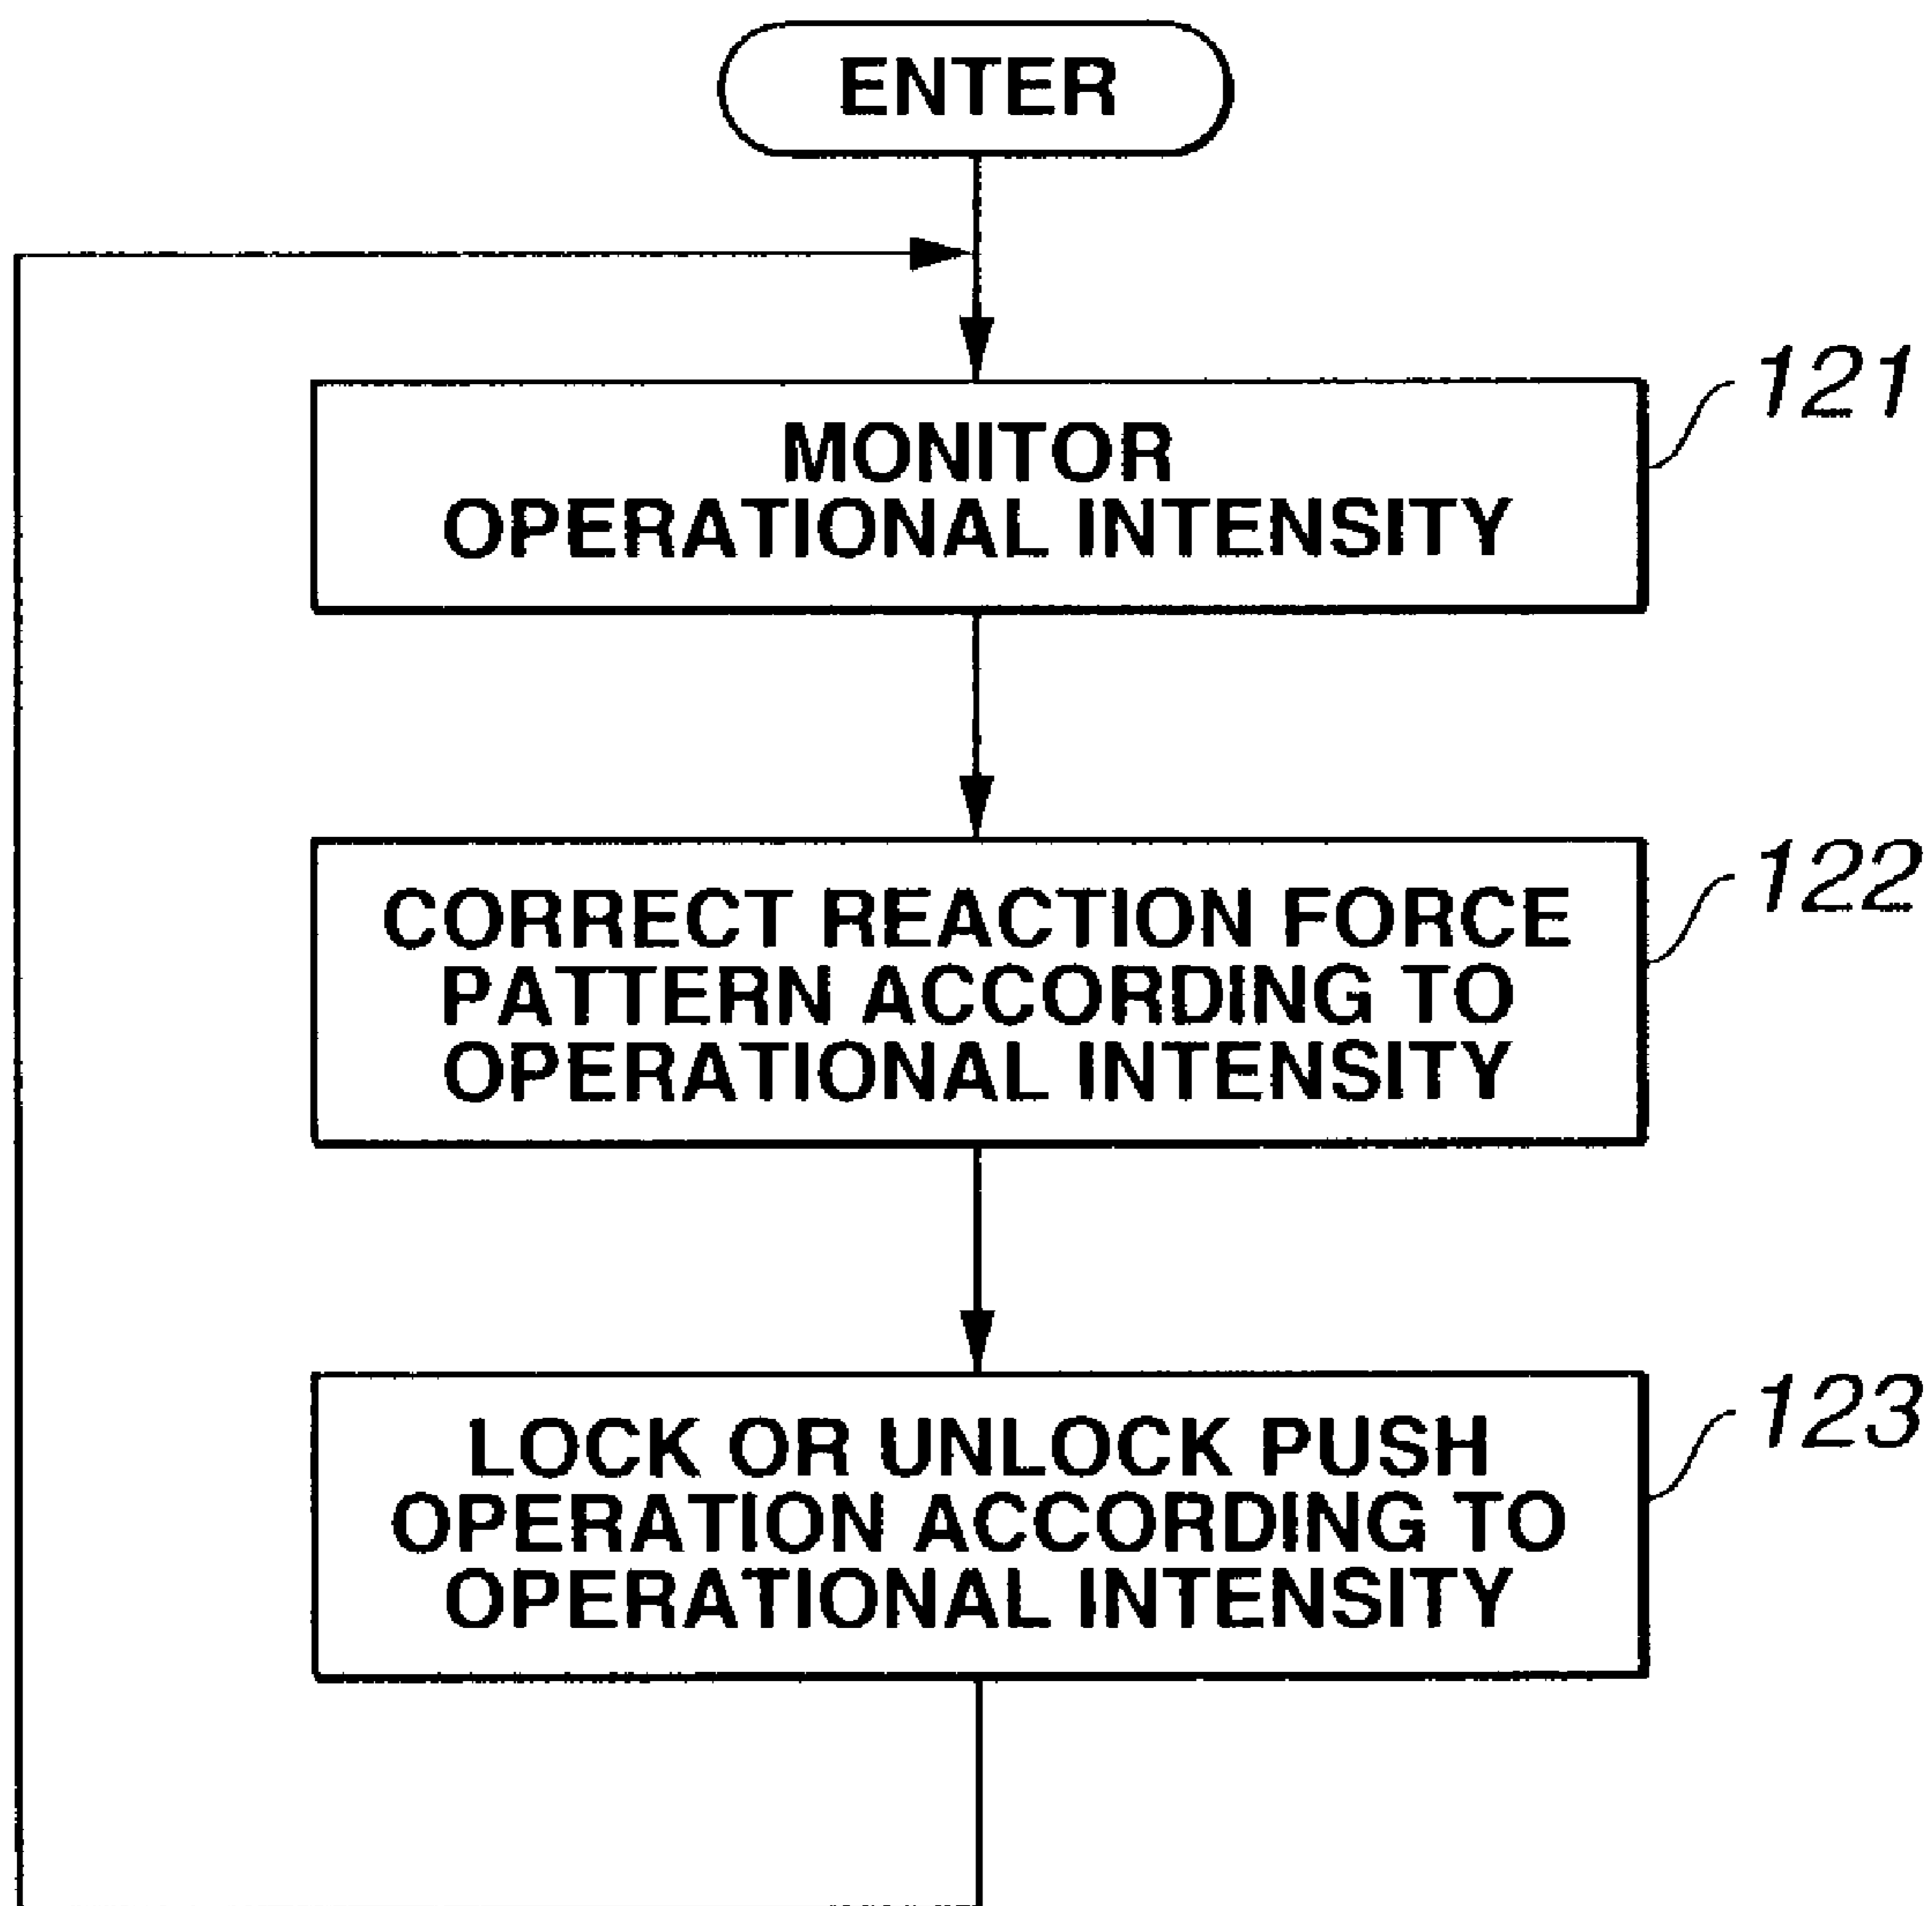 ENTER
121
MONITOR
OPERATIONAL INTENSITY
122
CORRECT REACTION FORCE
PATTERN ACCORDING TO
OPERATIONAL INTENSITY
123
LOCK OR UNLOCK PUSH
OPERATION ACCORDING TO
OPERATIONAL INTENSITY